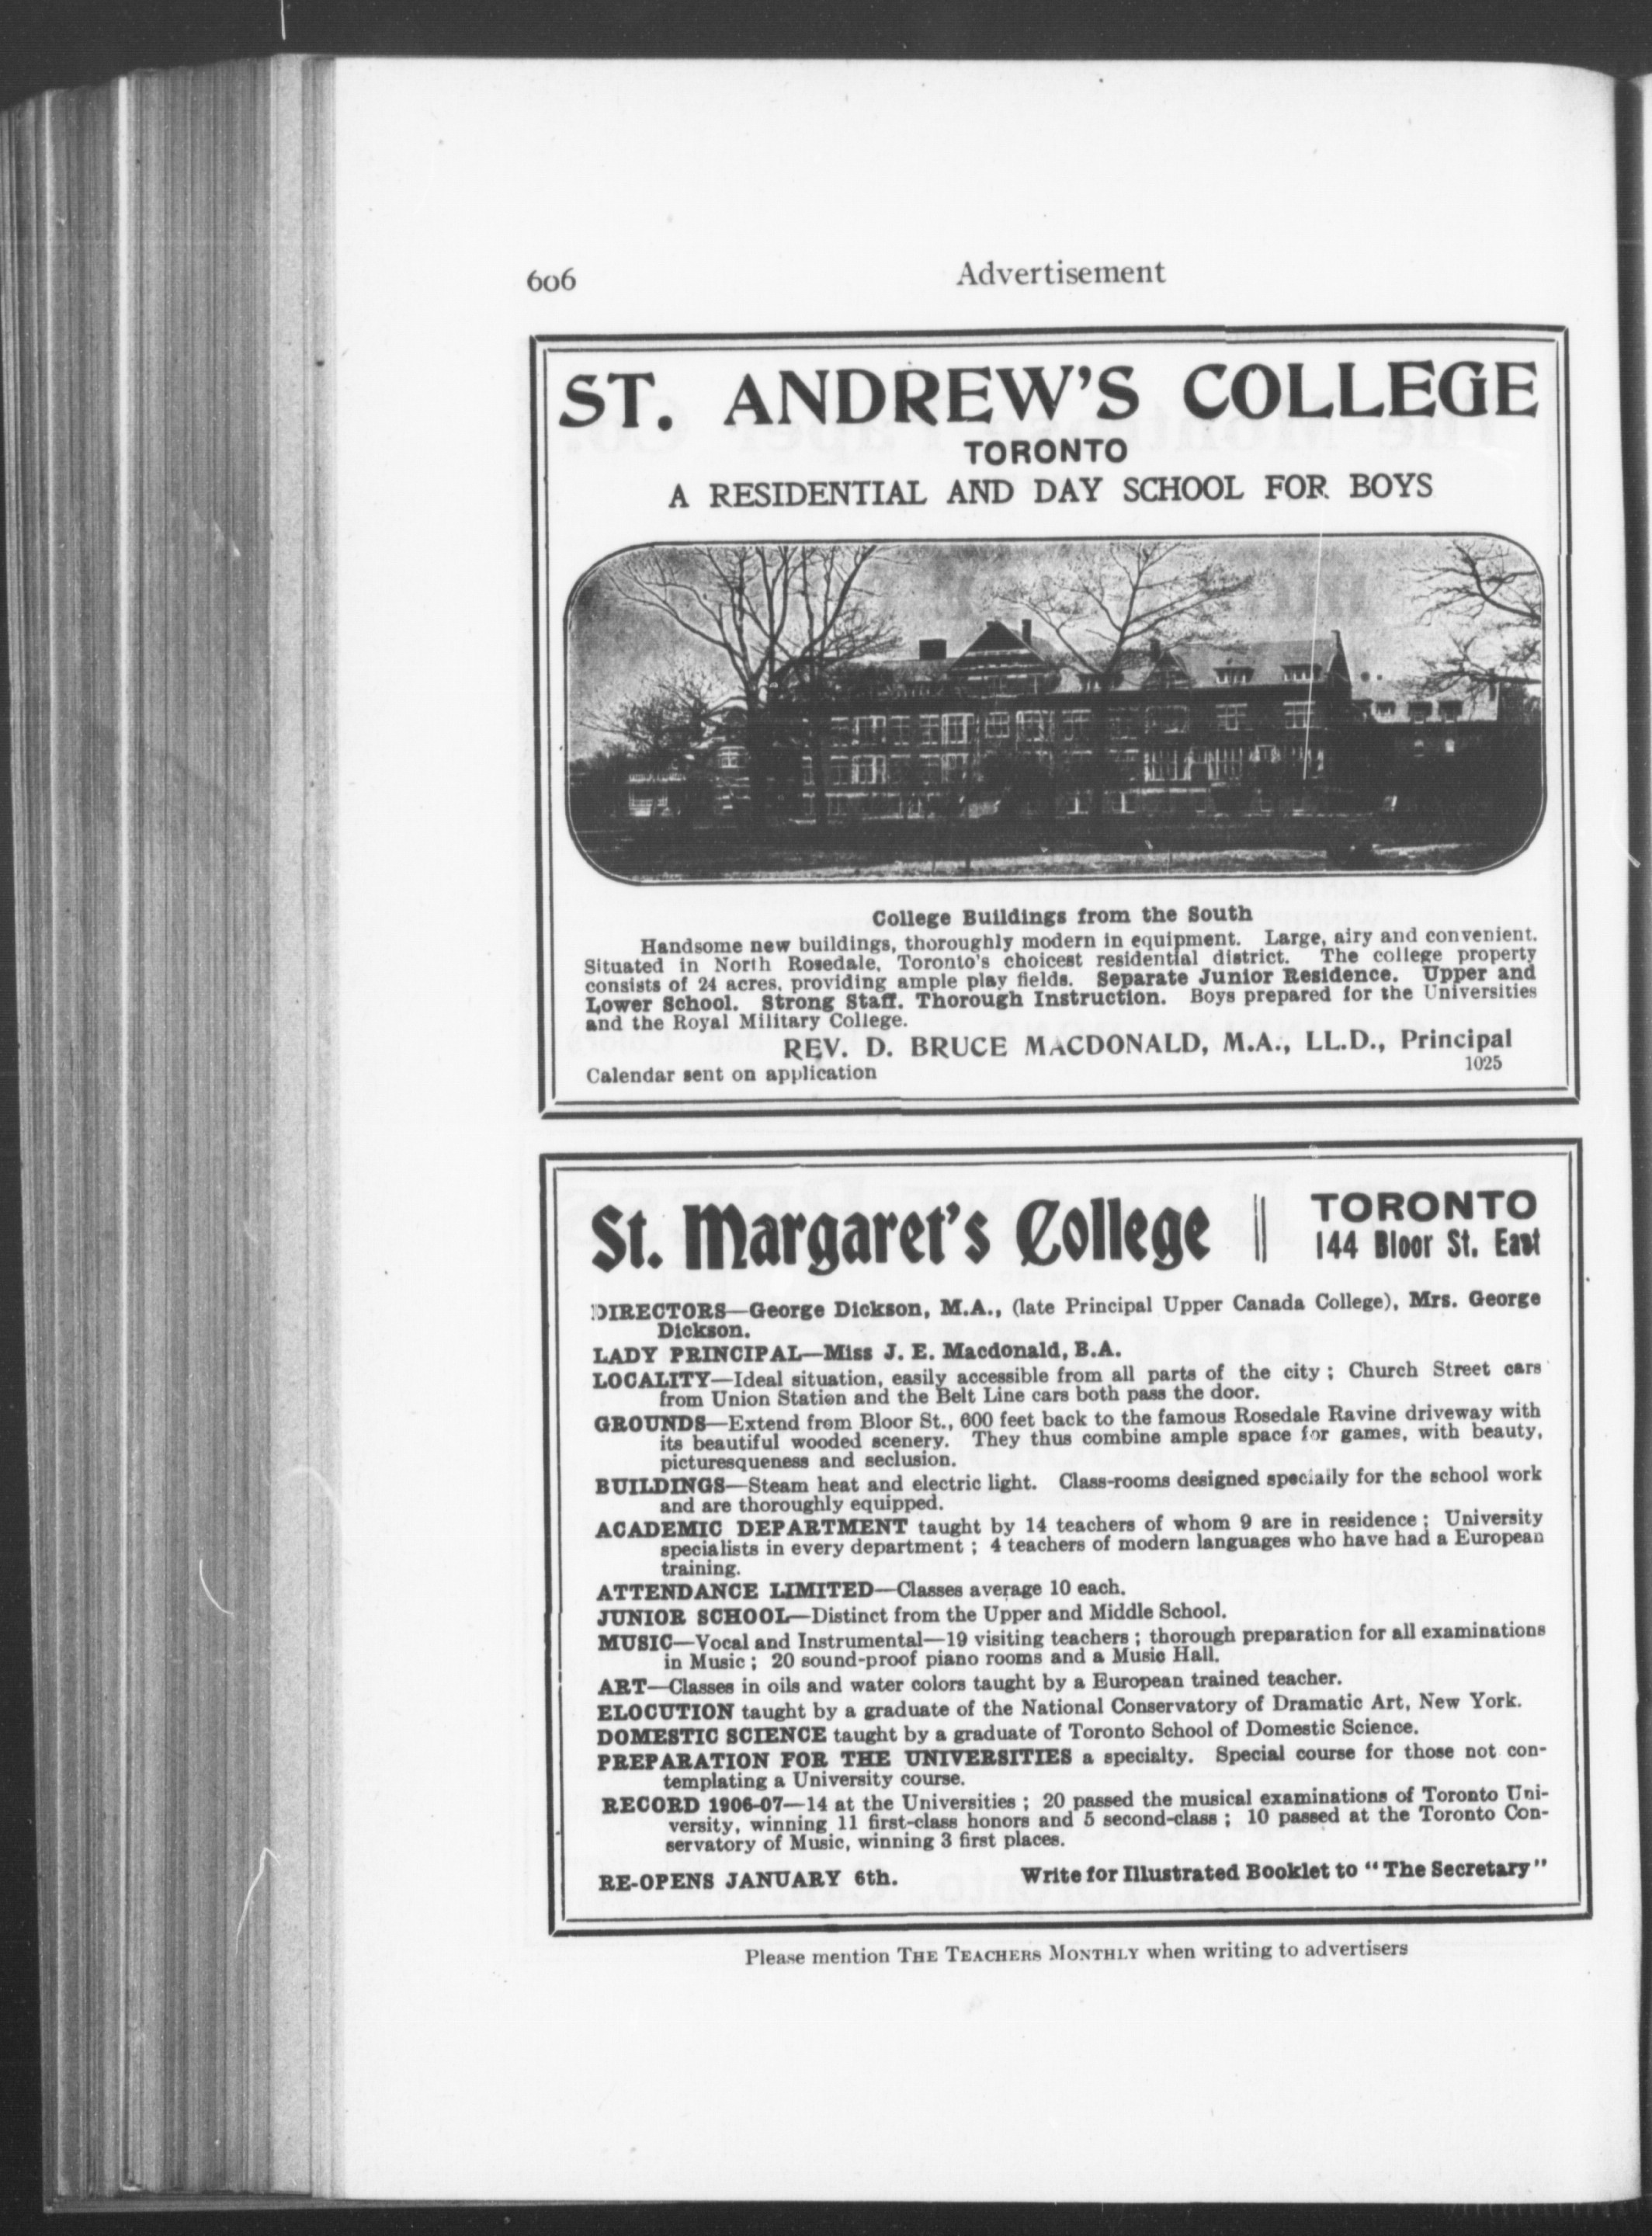 606
Advertisement
ST. ANDREW'S COLLEGE
TORONTO
A RESIDENTIAL AND DAY SCHOOL FOR BOYS
College Buildings from the South
Handsome new buildings, thoroughly modern in equipment. Large, airy and convenient.
Situated in North Rosedale, Toronto's choicest residential district. The college property
consists of 24 acres, providing ample play fields. Separate Junior Residence. Upper and
Lower School. Strong Staff. Thorough Instruction. Boys prepared for the Universities
and the Royal Military College.
REV. D. BRUCE MACDONALD, M.A., LL.D., Principal
1025
Calendar sent on application
St. Margaret's College
TORONTO
144 Bloor St. East
DIRECTORS—George Dickson, M.A., (late Principal Upper Canada College), Mrs. George
Dickson.
LADY PRINCIPAL—Miss J. E. Macdonald, B.A.
LOCALITY—Ideal situation, easily accessible from all parts of the city ; Church Street cars
from Union Station and the Belt Line cars both pass the door.
GROUNDS—Extend from Bloor St., 600 feet back to the famous Rosedale Ravine driveway with
its beautiful wooded scenery. They thus combine ample space for games, with beauty,
picturesqueness and seclusion.
BUILDINGS—Steam heat and electric light. Class-rooms designed specially for the school work
and are thoroughly equipped.
ACADEMIC DEPARTMENT taught by 14 teachers of whom 9 are in residence ; University
specialists in every department ; 4 teachers of modern languages who have had a European
training.
ATTENDANCE LIMITED—Classes average 10 each.
JUNIOR SCHOOL—Distinct from the Upper and Middle School.
MUSIC—Vocal and Instrumental—19 visiting teachers ; thorough preparation for all examinations
in Music ; 20 sound-proof piano rooms and a Music Hall.
ART—Classes in oils and water colors taught by a European trained teacher.
ELOCUTION taught by a graduate of the National Conservatory of Dramatic Art, New York.
DOMESTIC SCIENCE taught by a graduate of Toronto School of Domestic Science.
PREPARATION FOR THE UNIVERSITIES a specialty. Special course for those not con-
templating a University course.
RECORD 1906-07—14 at the Universities ; 20 passed the musical examinations of Toronto Uni-
versity, winning 11 first-class honors and 5 second-class ; 10 passed at the Toronto Con-
servatory of Music, winning 3 first places.
RE-OPENS JANUARY 6th. Write for Illustrated Booklet to "The Secretary"
Please mention THE TEACHERS MONTHLY when writing to advertisers